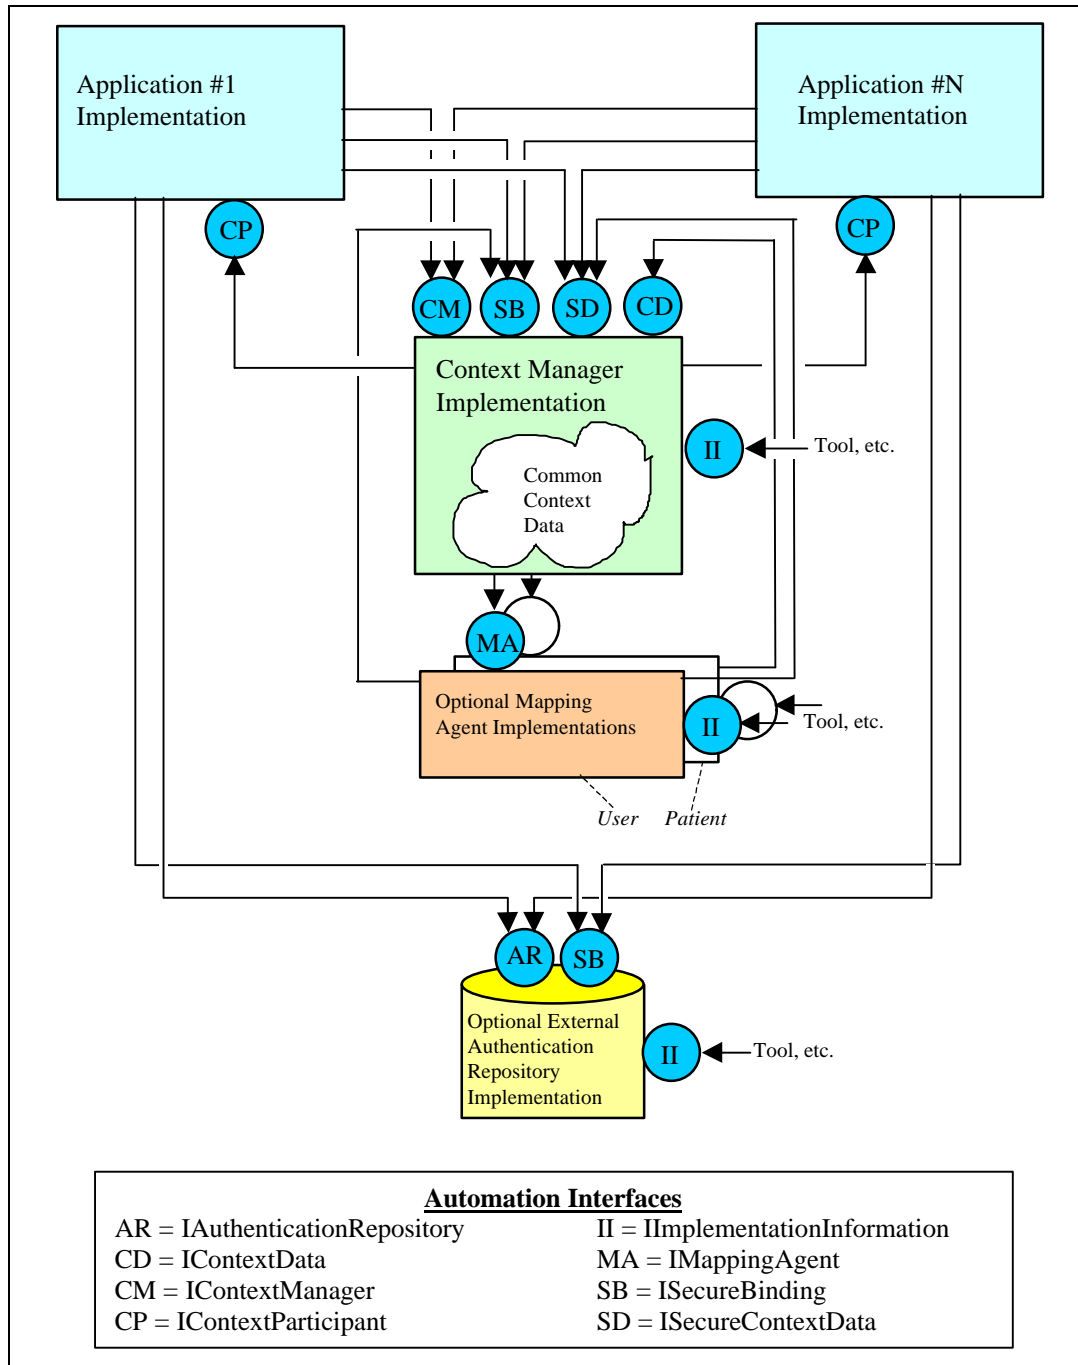 Application #1
Implementation
Application #N
Implementation
CP
CP
CM
SB
SD
CD
Context Manager
Implementation
II
Tool, etc.
Common
Context
Data
MA
Optional Mapping
Agent Implementations
II
Tool, etc.
User
Patient
AR
SB
Optional External
Authentication
Repository
Implementation
II
Tool, etc.
Automation Interfaces
AR = IAuthenticationRepository
II = IImplementationInformation
CD = IContextData
MA = IMappingAgent
CM = IContextManager
SB = ISecureBinding
CP = IContextParticipant
SD = ISecureContextData